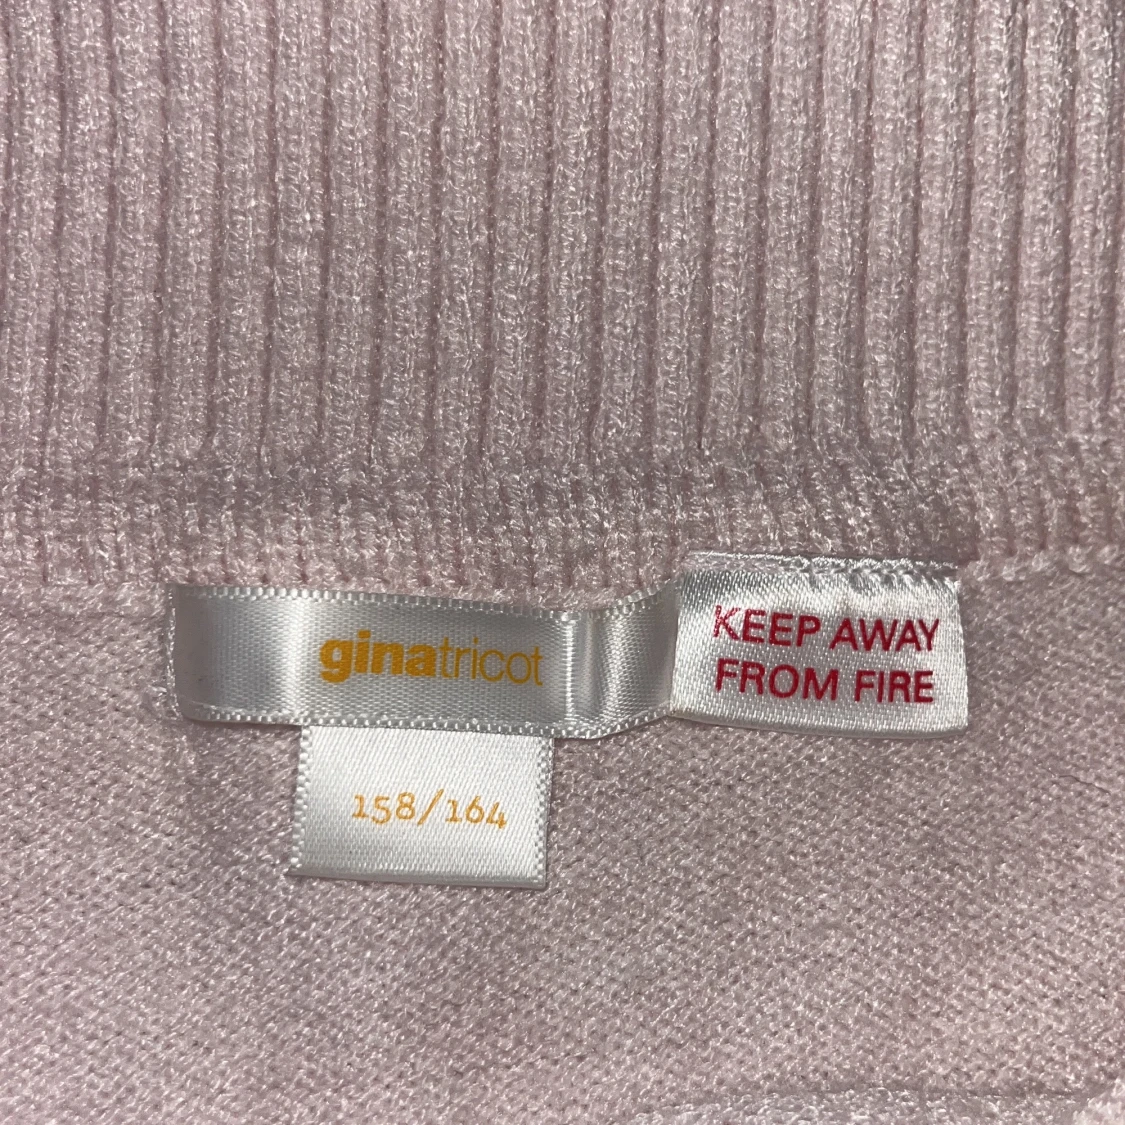 ginatricot
158/164
KEEP AWAY
FROM FIRE